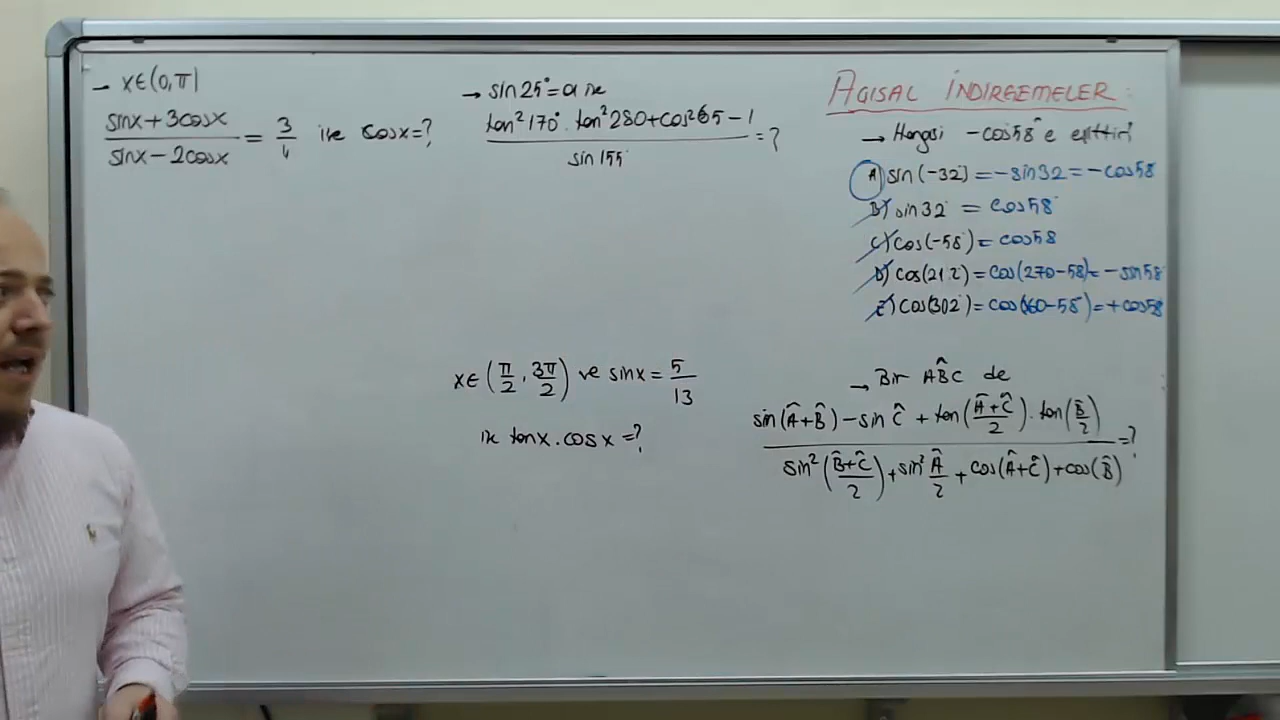 → x∈(0,π)
sinx+3cosx / sinx−2cosx = 3/4 ise cosx=?
→ sin25°=a ise
tan²170°.tan²280+cos²65−1 / sin155° =?
x∈(π/2, 3π/2) ve sinx=5/13
ise tanx.cosx=?
AÇISAL İNDİRGEMELER:
→ Hangisi −cos58° e eşittir
A) sin(−32°)=−sin32=−cos58
B) sin32° = cos58°
C) cos(−58°)=cos58
D) cos(212°)=cos(270−58)=−sin58
E) cos(302°)=cos(360−58)=+cos58
→ Bir ABC de
sin(Â+B̂)−sinĈ+tan(Â+Ĉ/2).tan(B̂/2) / sin²(B̂+Ĉ/2)+sin²Â/2+cos(Â+Ĉ)+cos(B̂) =?